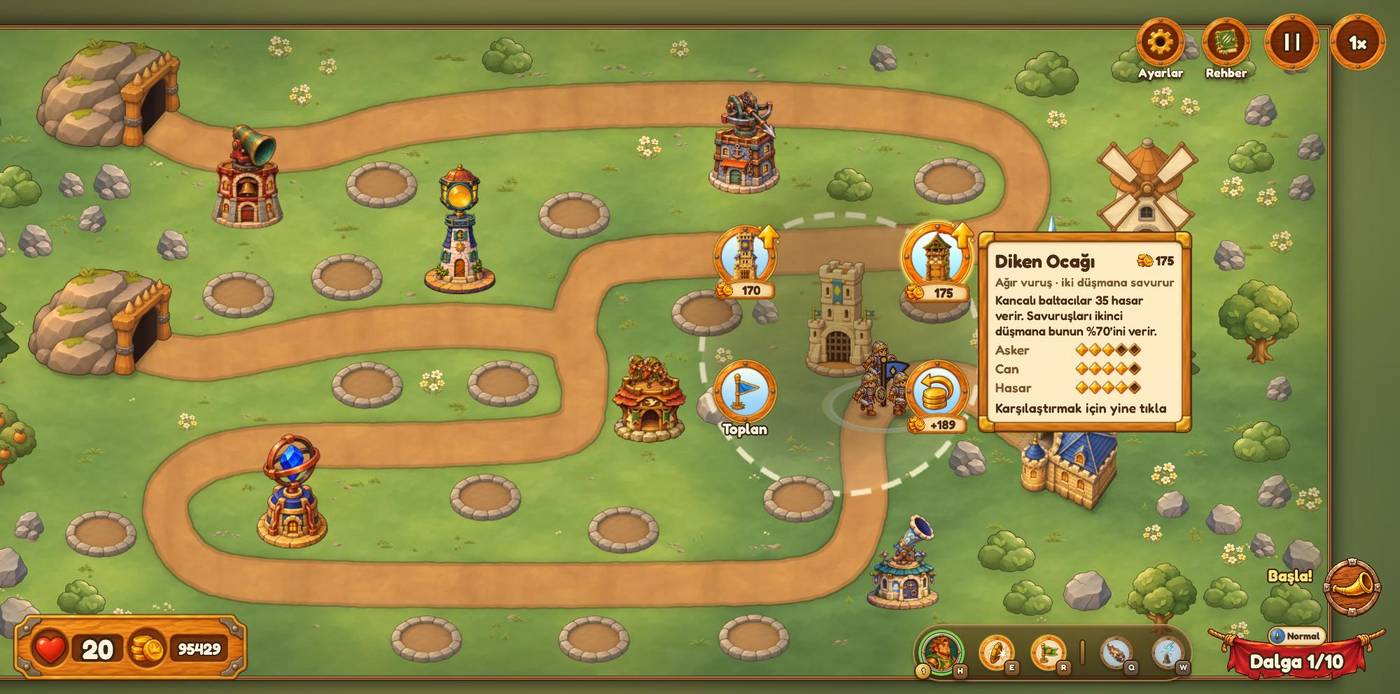 Ayarlar
Rehber
1x
170
175
Diken Ocağı
175
Ağır vuruş · iki düşmana savurur
Kancalı baltacılar 35 hasar
verir. Savuruşları ikinci
düşmana bunun %70'ini verir.
Asker
Can
Hasar
Karşılaştırmak için yine tıkla
Toplan
+189
Başla!
20
95429
1
H
E
R
Q
W
Normal
Dalga 1/10